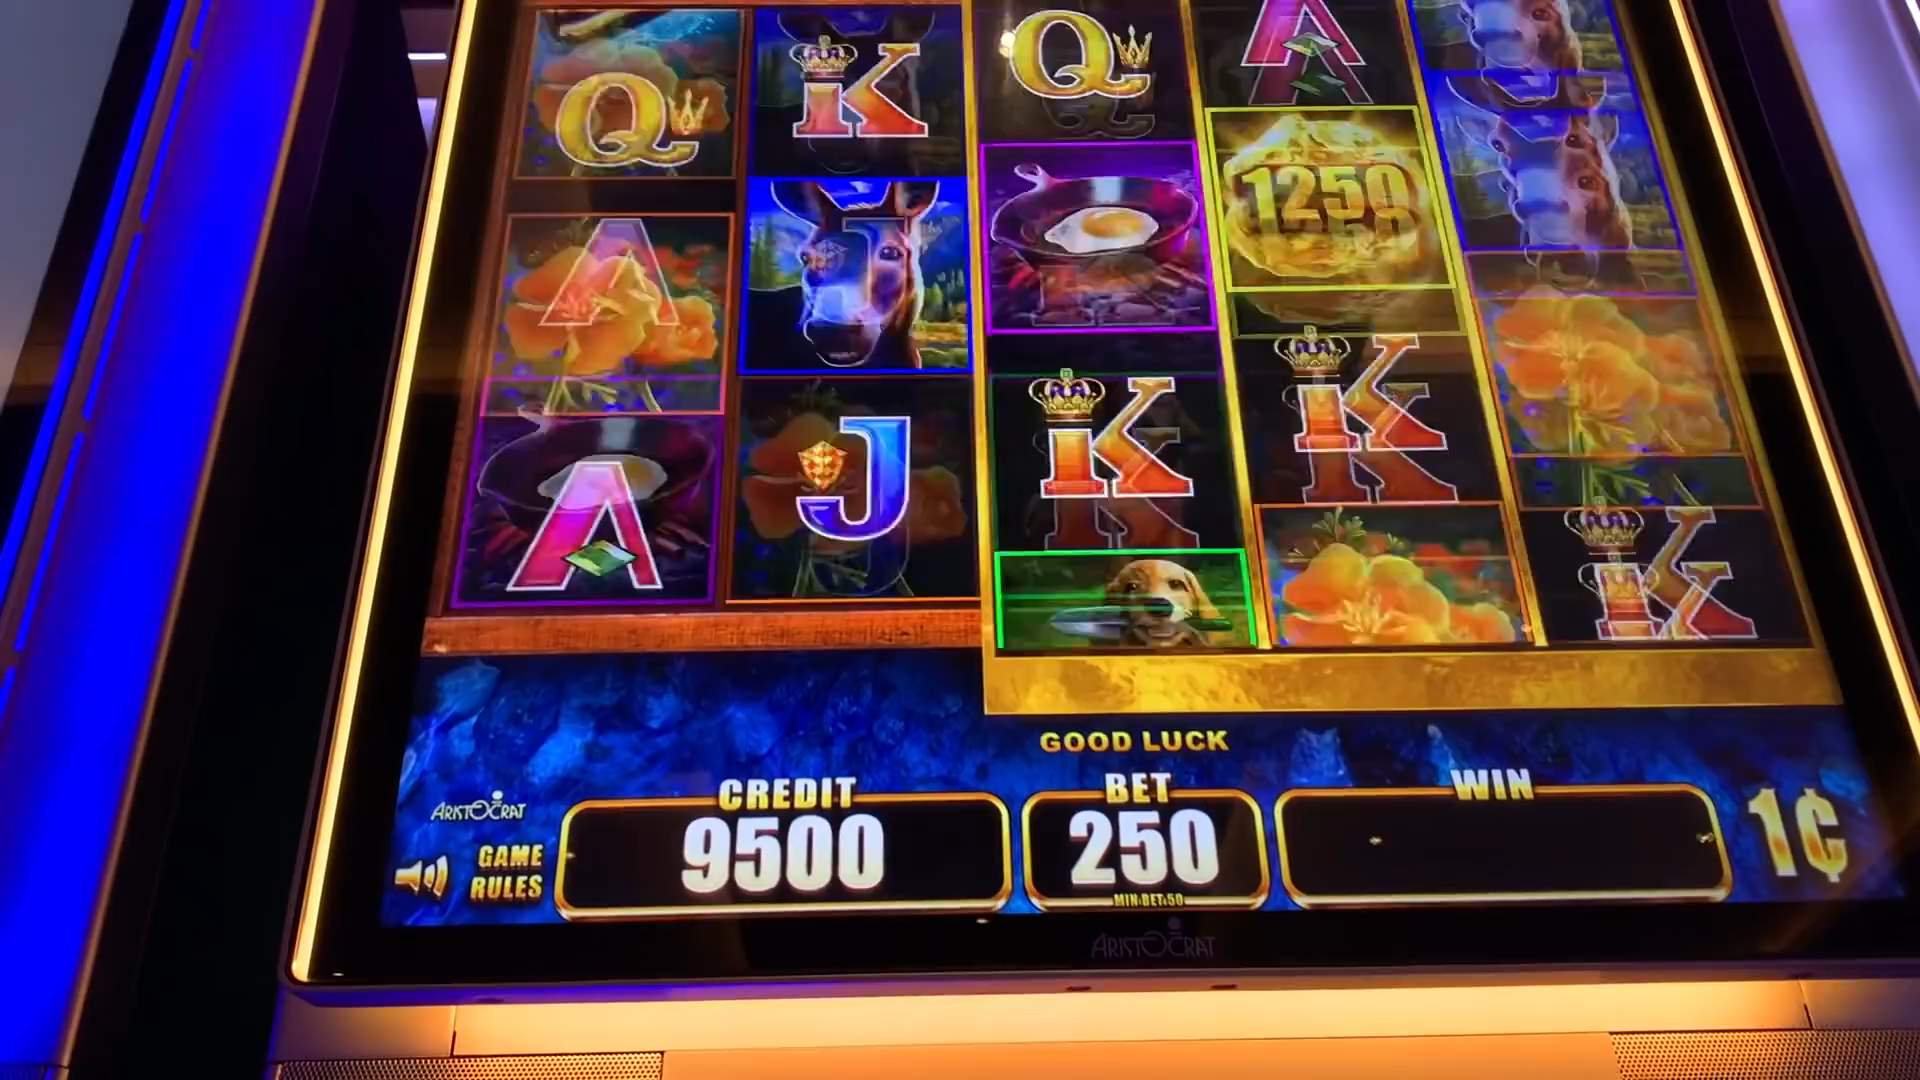 Q K Q A
1250
A J
K K
A J K
GOOD LUCK
CREDIT BET WIN
ARISTOCRAT
9500 250 1¢
GAME
RULES
MIN BET:50
ARISTOCRAT